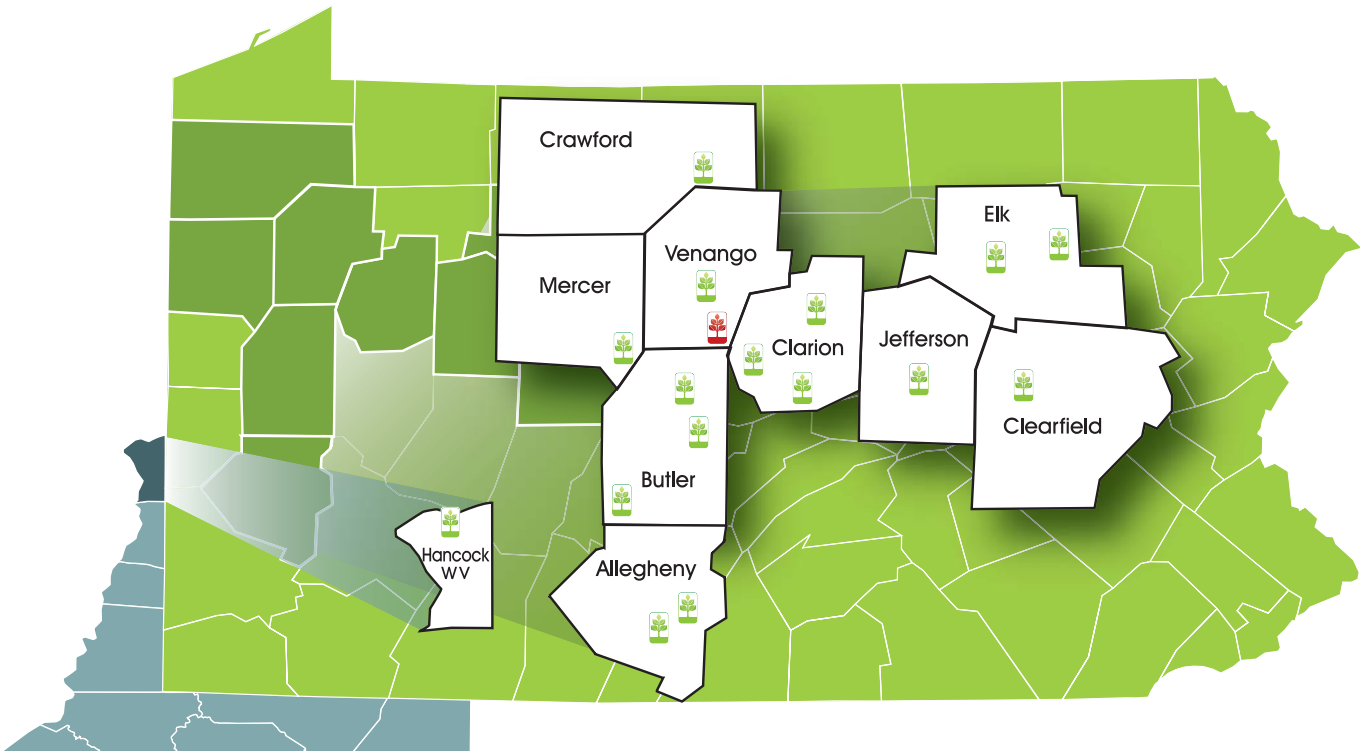 Crawford
Elk
Venango
Mercer
Jefferson
Clarion
Clearfield
Butler
Hancock
WV
Allegheny